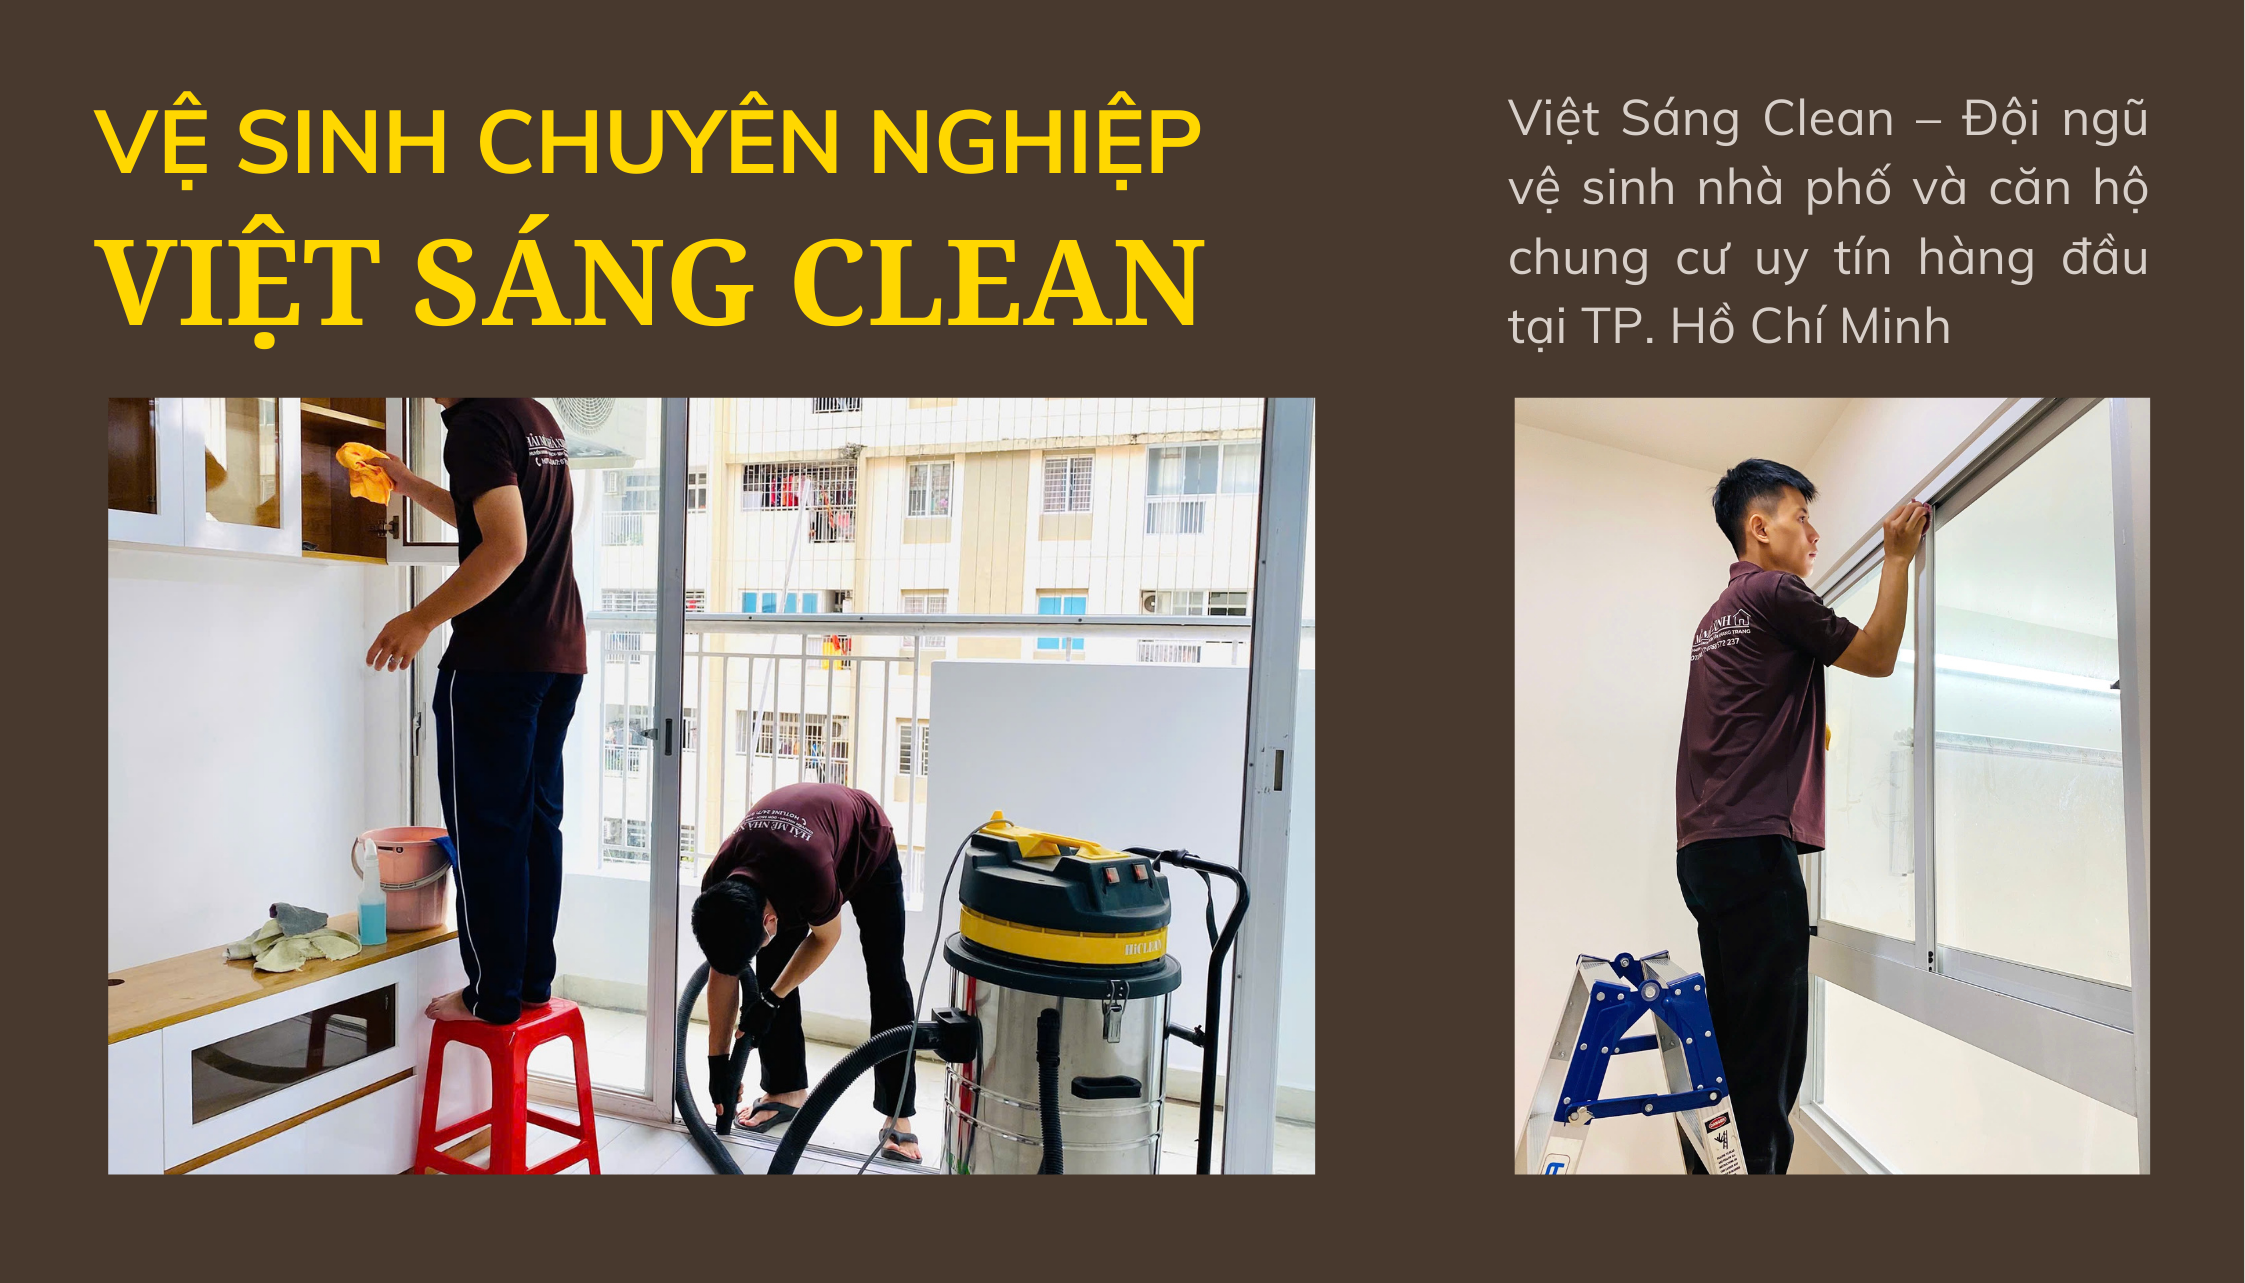 VỆ SINH CHUYÊN NGHIỆP
VIỆT SÁNG CLEAN
Việt Sáng Clean – Đội ngũ
vệ sinh nhà phố và căn hộ
chung cư uy tín hàng đầu
tại TP. Hồ Chí Minh
HICLEAN